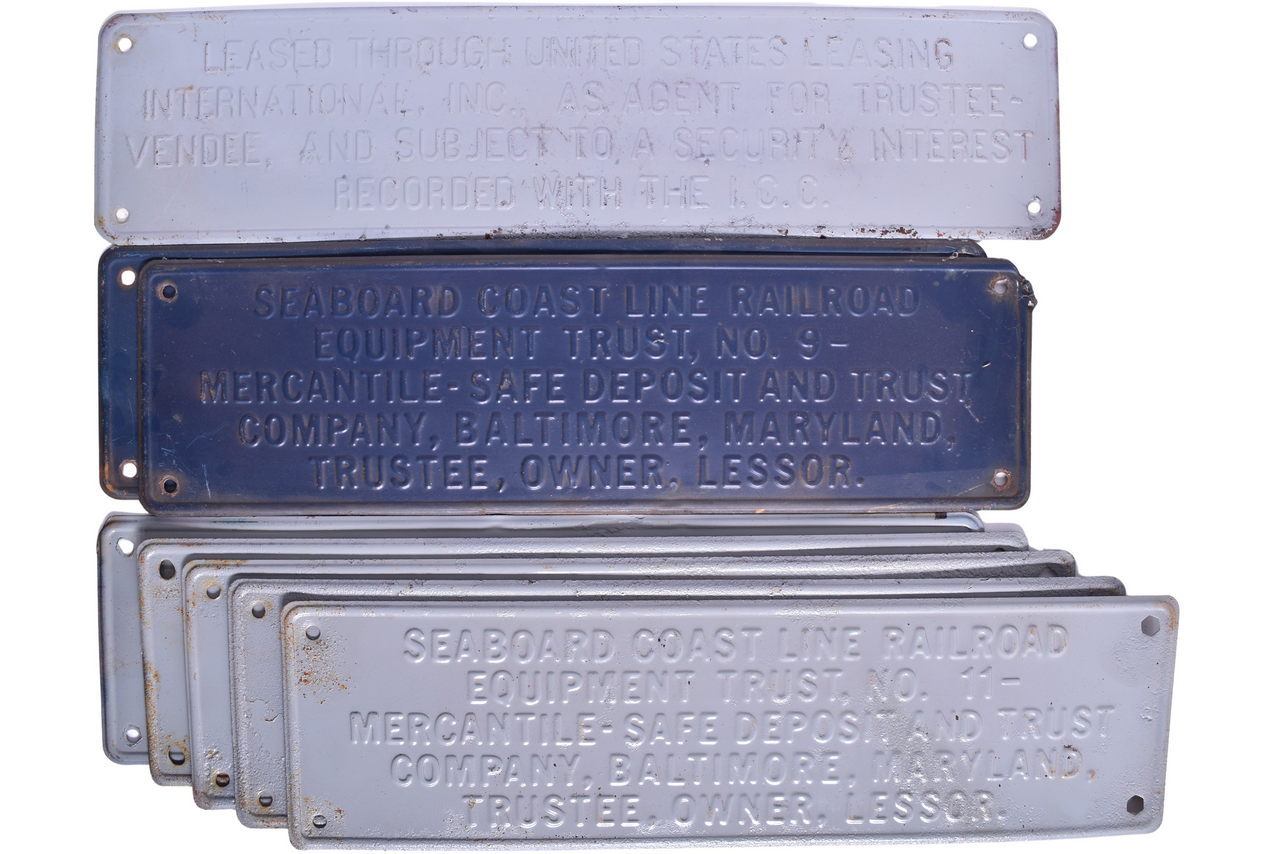 LEASED THROUGH UNITED STATES LEASING
INTERNATIONAL, INC., AS AGENT FOR TRUSTEE-
VENDEE, AND SUBJECT TO A SECURITY INTEREST
RECORDED WITH THE I.C.C.
SEABOARD COAST LINE RAILROAD
EQUIPMENT TRUST, NO. 9-
MERCANTILE-SAFE DEPOSIT AND TRUST
COMPANY, BALTIMORE, MARYLAND,
TRUSTEE, OWNER, LESSOR.
SEABOARD COAST LINE RAILROAD
EQUIPMENT TRUST, NO. 11-
MERCANTILE-SAFE DEPOSIT AND TRUST
COMPANY, BALTIMORE, MARYLAND,
TRUSTEE, OWNER, LESSOR.